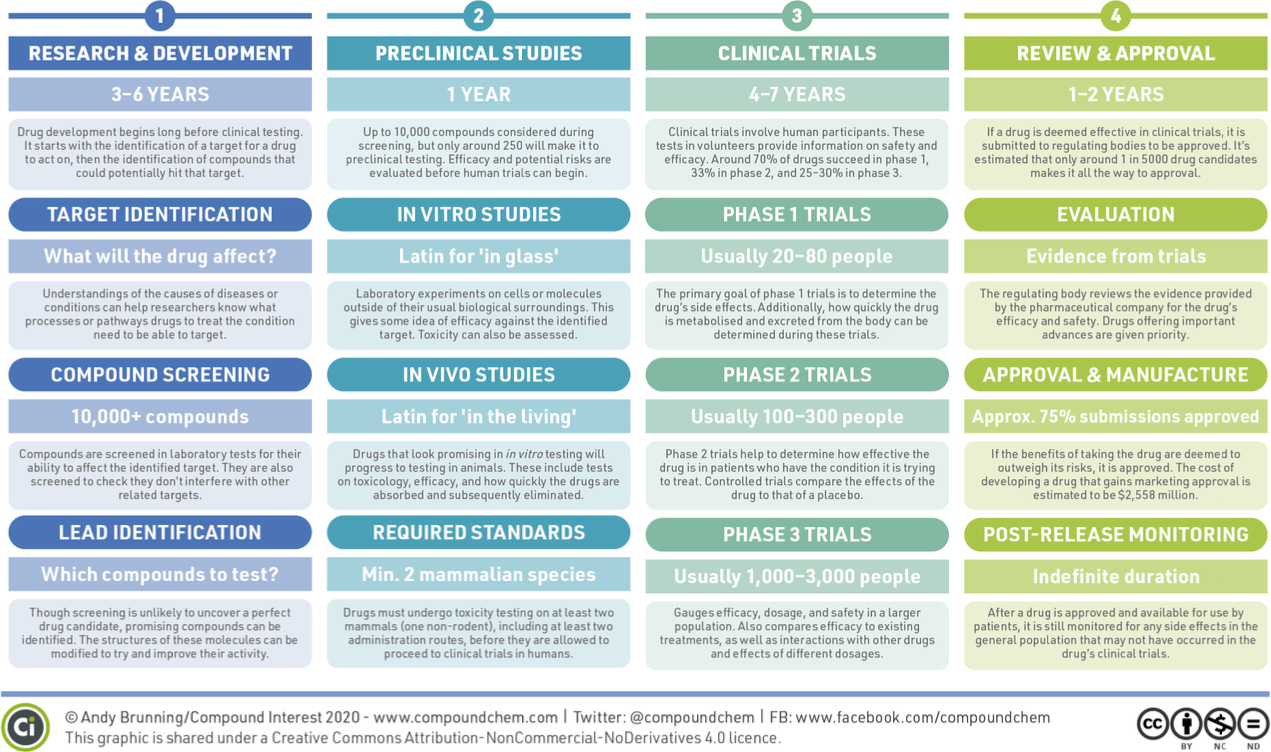 1
RESEARCH & DEVELOPMENT
3–6 YEARS
Drug development begins long before clinical testing.
It starts with the identification of a target for a drug
to act on, then the identification of compounds that
could potentially hit that target.
TARGET IDENTIFICATION
What will the drug affect?
Understandings of the causes of diseases or
conditions can help researchers know what
processes or pathways drugs to treat the condition
need to be able to target.
COMPOUND SCREENING
10,000+ compounds
Compounds are screened in laboratory tests for their
ability to affect the identified target. They are also
screened to check they don't interfere with other
related targets.
LEAD IDENTIFICATION
Which compounds to test?
Though screening is unlikely to uncover a perfect
drug candidate, promising compounds can be
identified. The structures of these molecules can be
modified to try and improve their activity.
2
PRECLINICAL STUDIES
1 YEAR
Up to 10,000 compounds considered during
screening, but only around 250 will make it to
preclinical testing. Efficacy and potential risks are
evaluated before human trials can begin.
IN VITRO STUDIES
Latin for 'in glass'
Laboratory experiments on cells or molecules
outside of their usual biological surroundings. This
gives some idea of efficacy against the identified
target. Toxicity can also be assessed.
IN VIVO STUDIES
Latin for 'in the living'
Drugs that look promising in in vitro testing will
progress to testing in animals. These include tests
on toxicology, efficacy, and how quickly the drugs are
absorbed and subsequently eliminated.
REQUIRED STANDARDS
Min. 2 mammalian species
Drugs must undergo toxicity testing on at least two
mammals (one non-rodent), including at least two
administration routes, before they are allowed to
proceed to clinical trials in humans.
3
CLINICAL TRIALS
4–7 YEARS
Clinical trials involve human participants. These
tests in volunteers provide information on safety and
efficacy. Around 70% of drugs succeed in phase 1,
33% in phase 2, and 25–30% in phase 3.
PHASE 1 TRIALS
Usually 20–80 people
The primary goal of phase 1 trials is to determine the
drug's side effects. Additionally, how quickly the drug
is metabolised and excreted from the body can be
determined during these trials.
PHASE 2 TRIALS
Usually 100–300 people
Phase 2 trials help to determine how effective the
drug is in patients who have the condition it is trying
to treat. Controlled trials compare the effects of the
drug to that of a placebo.
PHASE 3 TRIALS
Usually 1,000–3,000 people
Gauges efficacy, dosage, and safety in a larger
population. Also compares efficacy to existing
treatments, as well as interactions with other drugs
and effects of different dosages.
4
REVIEW & APPROVAL
1–2 YEARS
If a drug is deemed effective in clinical trials, it is
submitted to regulating bodies to be approved. It's
estimated that only around 1 in 5000 drug candidates
makes it all the way to approval.
EVALUATION
Evidence from trials
The regulating body reviews the evidence provided
by the pharmaceutical company for the drug's
efficacy and safety. Drugs offering important
advances are given priority.
APPROVAL & MANUFACTURE
Approx. 75% submissions approved
If the benefits of taking the drug are deemed to
outweigh its risks, it is approved. The cost of
developing a drug that gains marketing approval is
estimated to be $2,558 million.
POST-RELEASE MONITORING
Indefinite duration
After a drug is approved and available for use by
patients, it is still monitored for any side effects in the
general population that may not have occurred in the
drug's clinical trials.
Ci
© Andy Brunning/Compound Interest 2020 - www.compoundchem.com | Twitter: @compoundchem | FB: www.facebook.com/compoundchem
This graphic is shared under a Creative Commons Attribution-NonCommercial-NoDerivatives 4.0 licence.
cc
BY NC ND